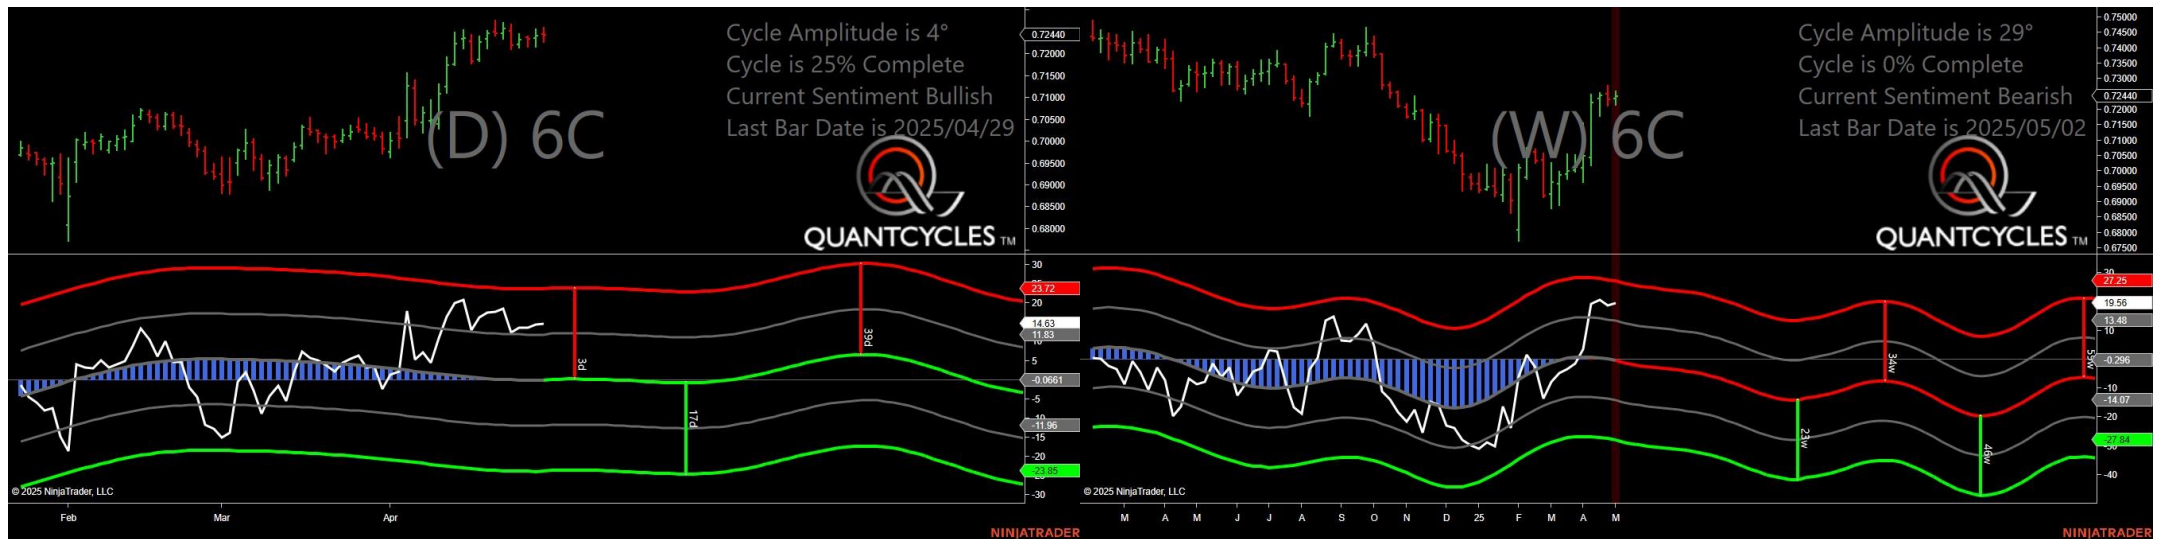 Cycle Amplitude is 4°
Cycle is 25% Complete
Current Sentiment Bullish
Last Bar Date is 2025/04/29
(D) 6C
QUANTCYCLES TM
0.72440
0.72000
0.71500
0.71000
0.70500
0.70000
0.69500
0.69000
0.68500
0.68000
30
23.72
20
14.63
11.83
5
-0.0661
-5
-11.96
-15
-20
-23.85
-30
3d
17d
39d
© 2025 NinjaTrader, LLC
Feb Mar Apr
NINJATRADER
Cycle Amplitude is 29°
Cycle is 0% Complete
Current Sentiment Bearish
Last Bar Date is 2025/05/02
(W) 6C
QUANTCYCLES TM
0.75000
0.74500
0.74000
0.73500
0.73000
0.72440
0.72000
0.71500
0.71000
0.70500
0.70000
0.69500
0.69000
0.68500
0.68000
0.67500
30
27.25
19.56
13.48
10
-0.296
-10
-14.07
-20
-27.84
-40
23w
34w
46w
59w
© 2025 NinjaTrader, LLC
M A M J J A S O N D 25 F M A M
NINJATRADER